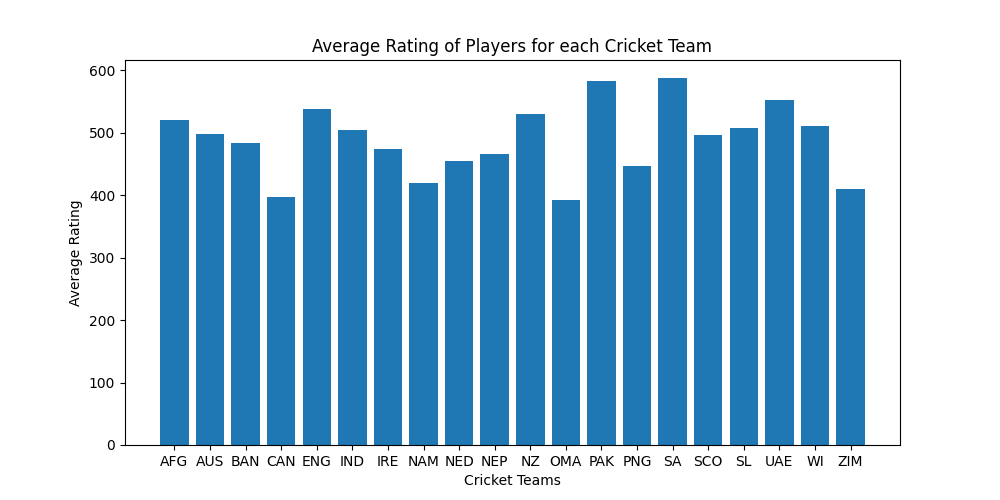 Average Rating of Players for each Cricket Team
600
500
400
300
200
100
0
Average Rating
AFG AUS BAN CAN ENG IND IRE NAM NED NEP NZ OMA PAK PNG SA SCO SL UAE WI ZIM
Cricket Teams